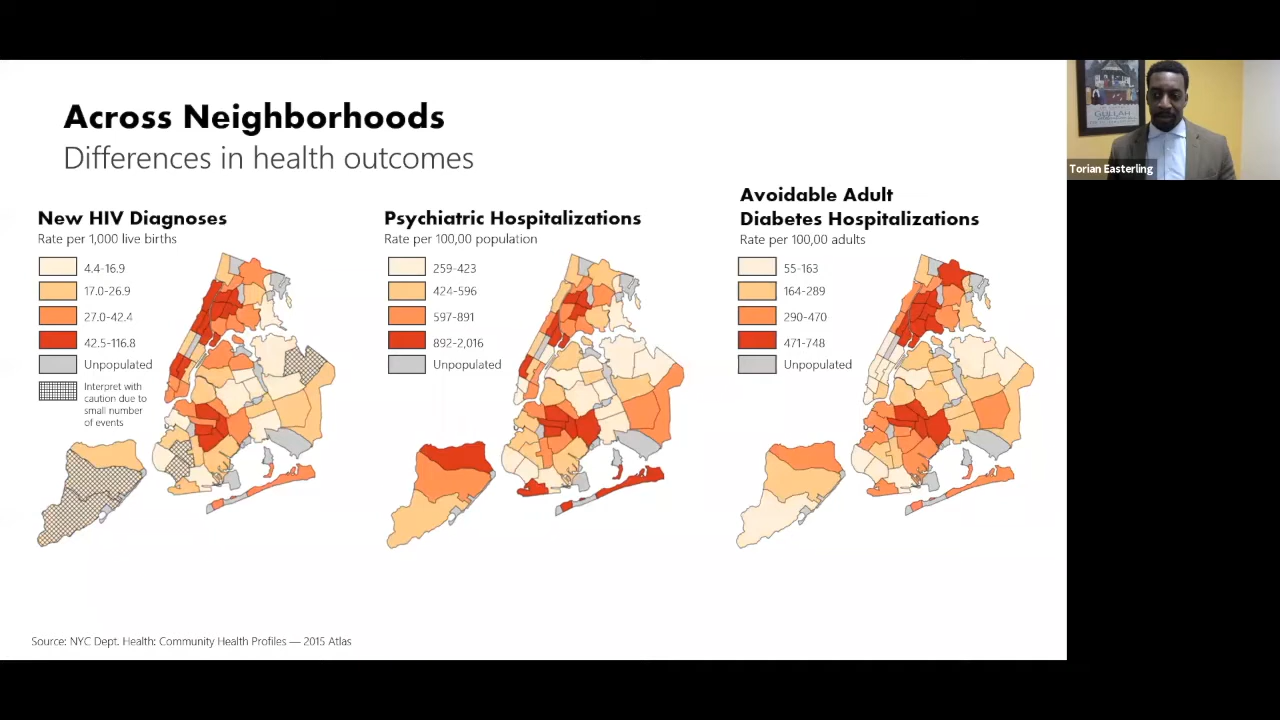 Across Neighborhoods
Differences in health outcomes
New HIV Diagnoses
Rate per 1,000 live births
4.4-16.9
17.0-26.9
27.0-42.4
42.5-116.8
Unpopulated
Interpret with
caution due to
small number
of events
Psychiatric Hospitalizations
Rate per 100,00 population
259-423
424-596
597-891
892-2,016
Unpopulated
Avoidable Adult
Diabetes Hospitalizations
Rate per 100,00 adults
55-163
164-289
290-470
471-748
Unpopulated
Source: NYC Dept. Health: Community Health Profiles — 2015 Atlas
GULLAH
Torian Easterling